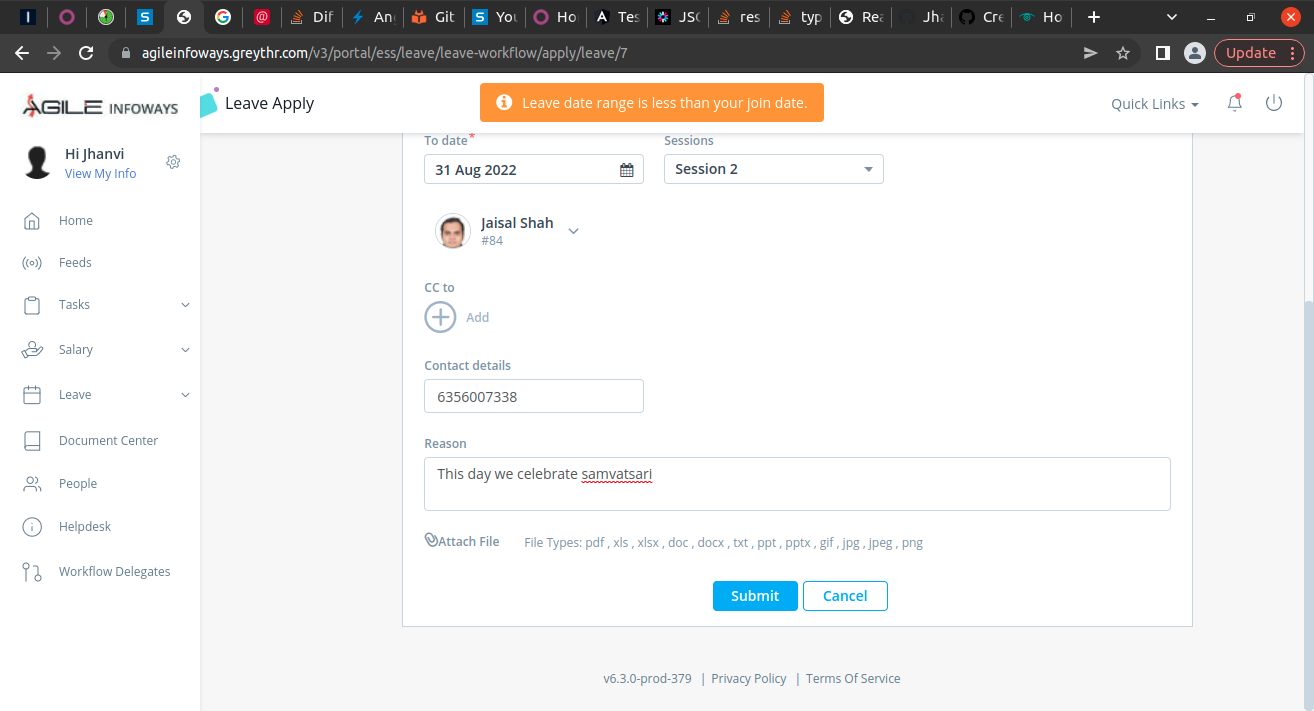 Dif
An
Git
You
Ho
Tes
JSO
res
typ
Rea
Jha
Cre
Ho
agileinfoways.greythr.com/v3/portal/ess/leave/leave-workflow/apply/leave/7
Update
AGILE INFOWAYS
Leave Apply
Leave date range is less than your join date.
Quick Links
Hi Jhanvi
View My Info
Home
Feeds
Tasks
Salary
Leave
Document Center
People
Helpdesk
Workflow Delegates
To date*
Sessions
31 Aug 2022
Session 2
Jaisal Shah
#84
CC to
Add
Contact details
6356007338
Reason
This day we celebrate samvatsari
Attach File
File Types: pdf , xls , xlsx , doc , docx , txt , ppt , pptx , gif , jpg , jpeg , png
Submit
Cancel
v6.3.0-prod-379 | Privacy Policy | Terms Of Service